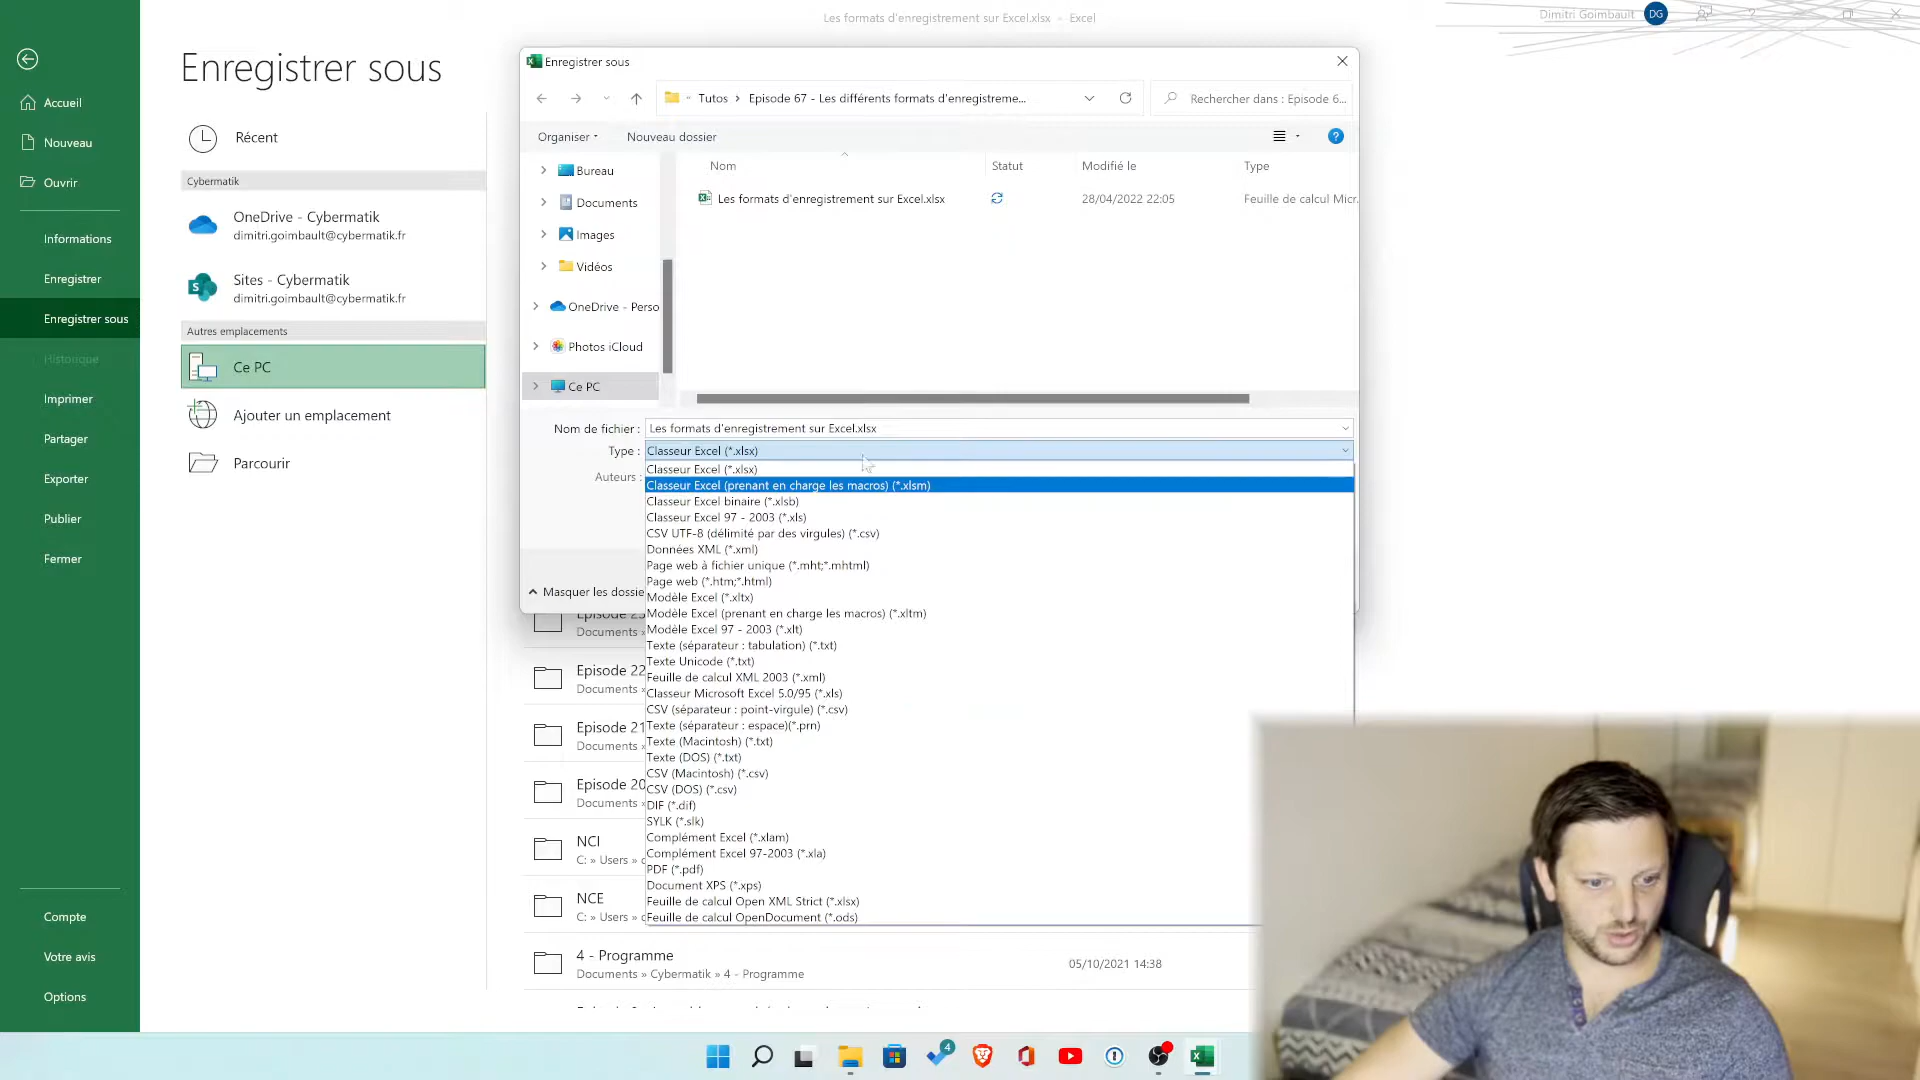 Les formats d'enregistrement sur Excel.xlsx - Excel
Dimitri Goimbault
DG
Enregistrer sous
Accueil
Nouveau
Ouvrir
Informations
Enregistrer
Enregistrer sous
Historique
Imprimer
Partager
Exporter
Publier
Fermer
Compte
Votre avis
Options
Récent
Cybermatik
OneDrive - Cybermatik
dimitri.goimbault@cybermatik.fr
Sites - Cybermatik
dimitri.goimbault@cybermatik.fr
Autres emplacements
Ce PC
Ajouter un emplacement
Parcourir
Enregistrer sous
Tutos > Episode 67 - Les différents formats d'enregistreme...
Rechercher dans : Episode 6...
Organiser
Nouveau dossier
Bureau
Documents
Images
Vidéos
OneDrive - Perso
Photos iCloud
Ce PC
Nom
Statut
Modifié le
Type
Les formats d'enregistrement sur Excel.xlsx
28/04/2022 22:05
Feuille de calcul Micr.
Nom de fichier : Les formats d'enregistrement sur Excel.xlsx
Type : Classeur Excel (*.xlsx)
Auteurs :
Masquer les dossie
Classeur Excel (*.xlsx)
Classeur Excel (prenant en charge les macros) (*.xlsm)
Classeur Excel binaire (*.xlsb)
Classeur Excel 97 - 2003 (*.xls)
CSV UTF-8 (délimité par des virgules) (*.csv)
Données XML (*.xml)
Page web à fichier unique (*.mht;*.mhtml)
Page web (*.htm;*.html)
Modèle Excel (*.xltx)
Modèle Excel (prenant en charge les macros) (*.xltm)
Modèle Excel 97 - 2003 (*.xlt)
Texte (séparateur : tabulation) (*.txt)
Texte Unicode (*.txt)
Feuille de calcul XML 2003 (*.xml)
Classeur Microsoft Excel 5.0/95 (*.xls)
CSV (séparateur : point-virgule) (*.csv)
Texte (séparateur : espace)(*.prn)
Texte (Macintosh) (*.txt)
Texte (DOS) (*.txt)
CSV (Macintosh) (*.csv)
CSV (DOS) (*.csv)
DIF (*.dif)
SYLK (*.slk)
Complément Excel (*.xlam)
Complément Excel 97-2003 (*.xla)
PDF (*.pdf)
Document XPS (*.xps)
Feuille de calcul Open XML Strict (*.xlsx)
Feuille de calcul OpenDocument (*.ods)
Episode 23
Documents »
Episode 22
Documents »
Episode 21
Documents »
Episode 20
Documents »
NCI
C: » Users »
NCE
C: » Users »
4 - Programme
Documents » Cybermatik » 4 - Programme
05/10/2021 14:38
4